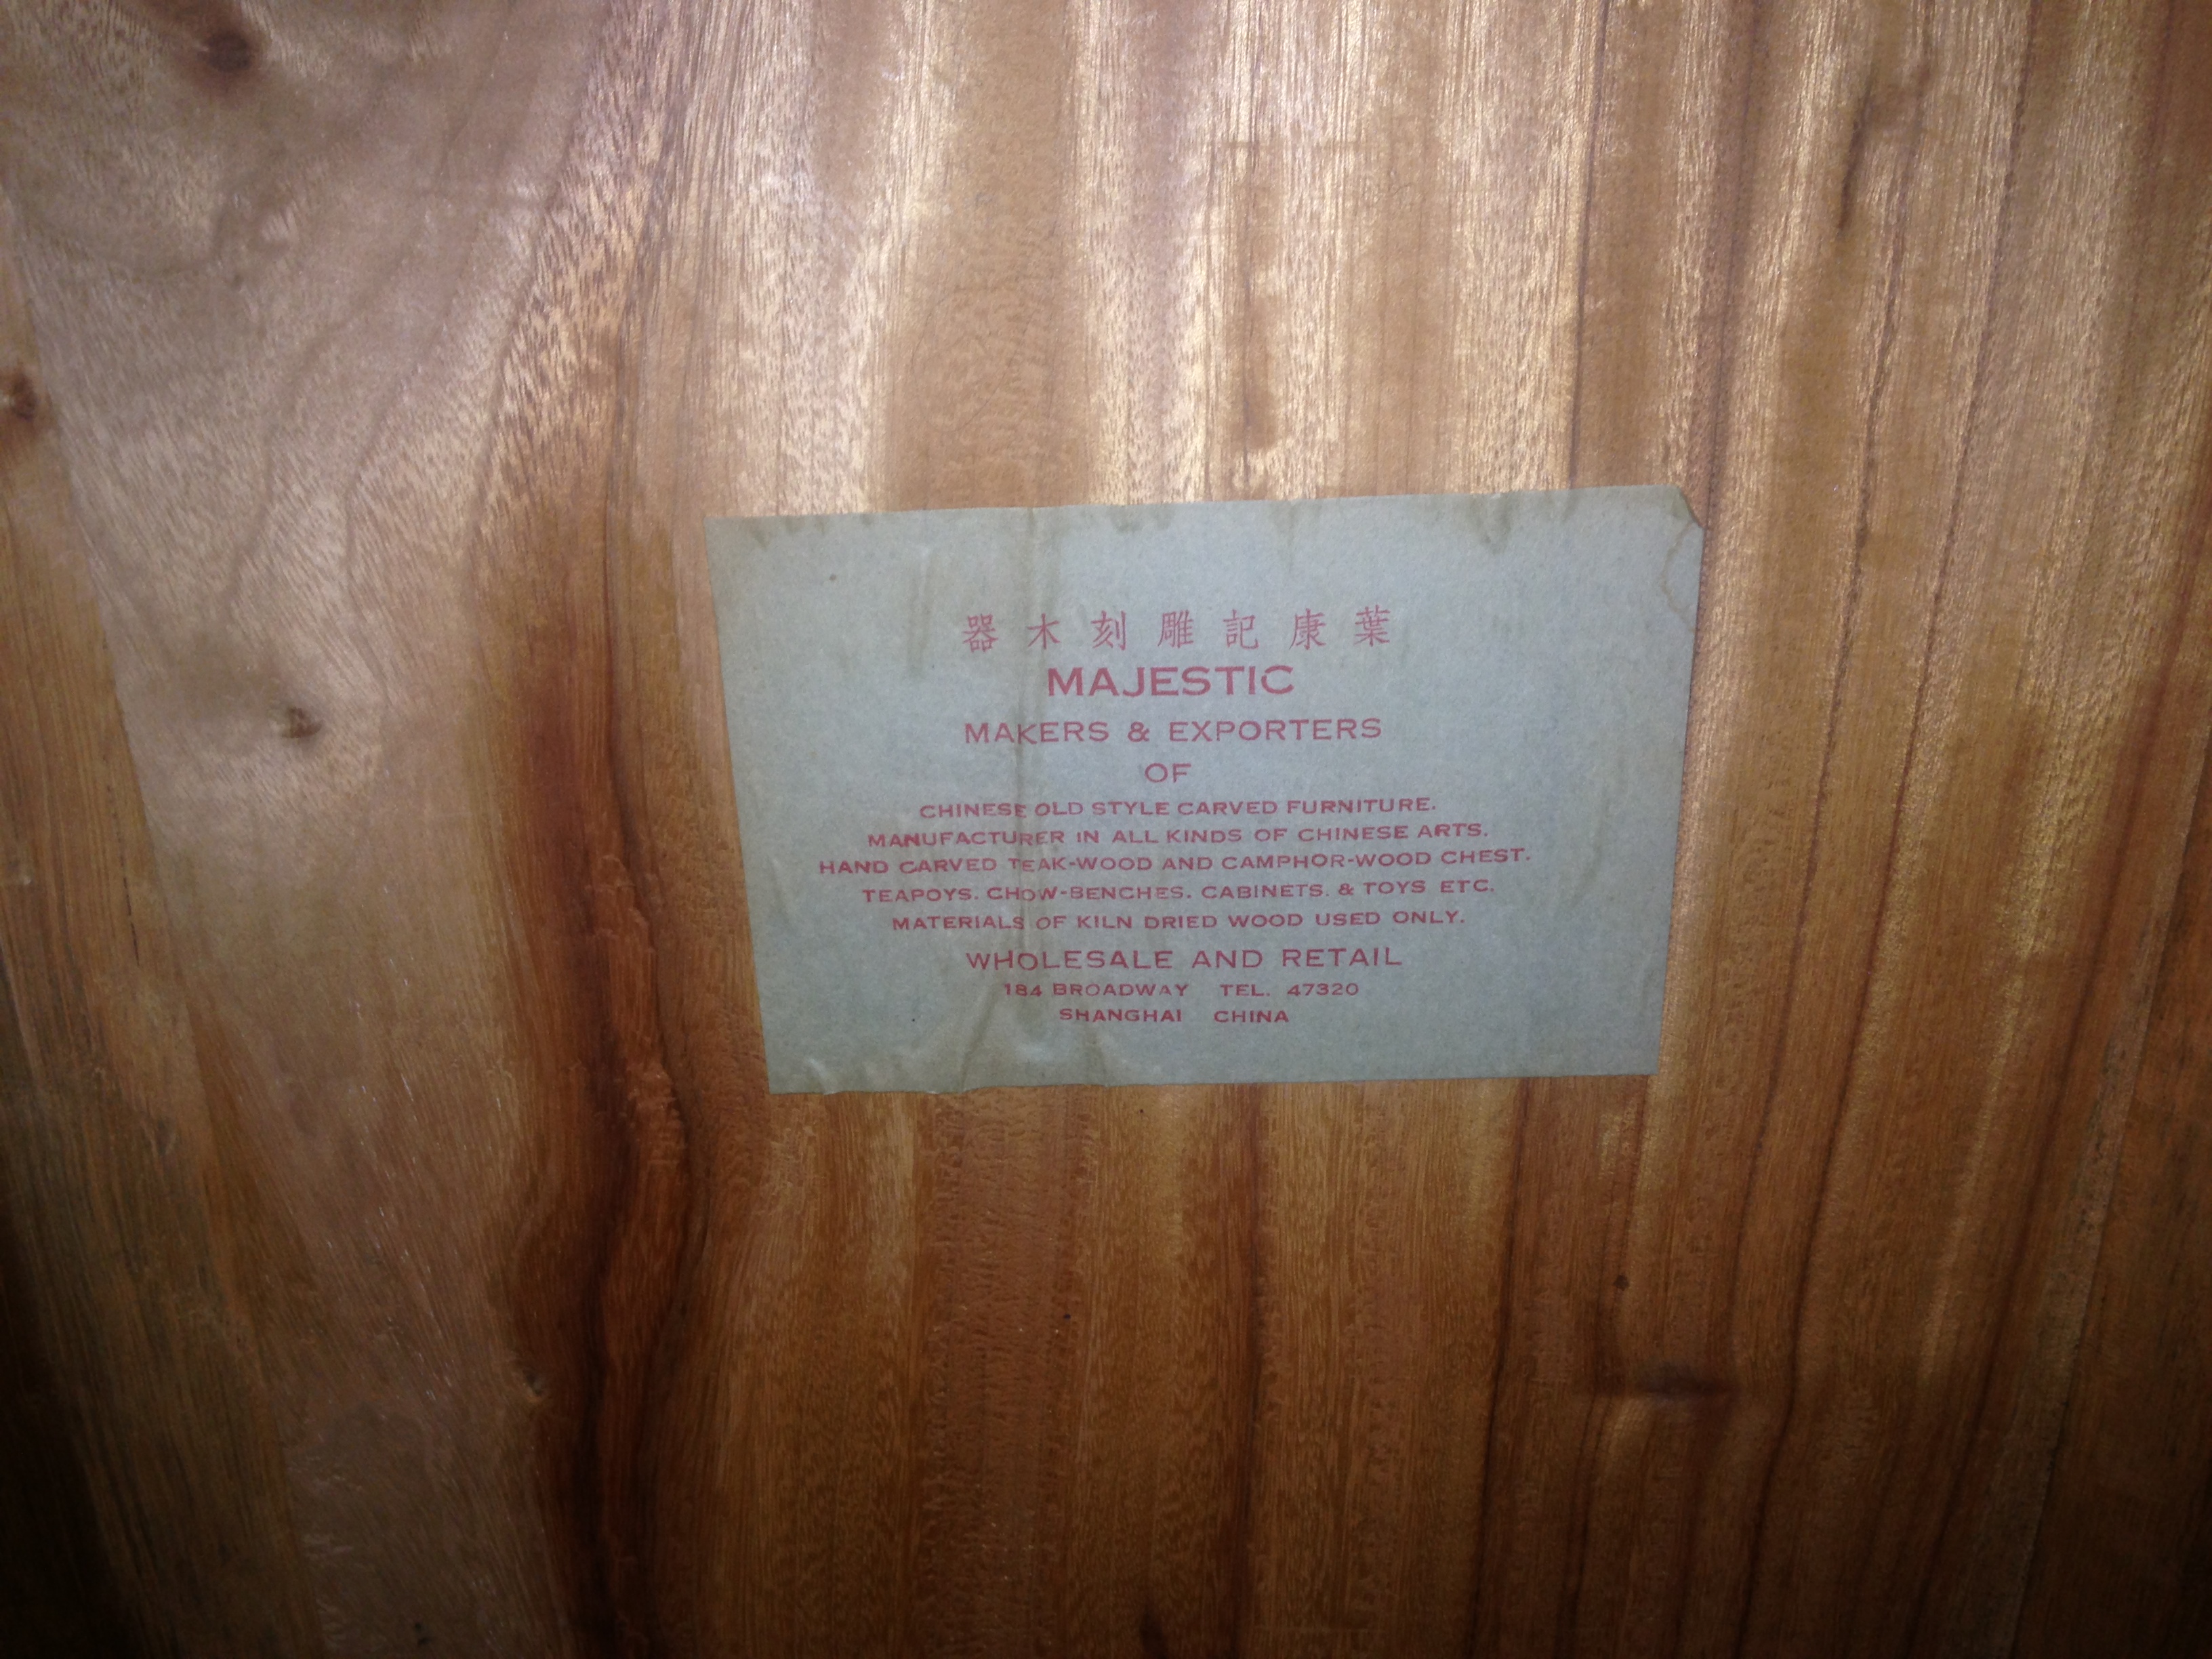 葉康記雕刻木器
MAJESTIC
MAKERS & EXPORTERS
OF
CHINESE OLD STYLE CARVED FURNITURE.
MANUFACTURER IN ALL KINDS OF CHINESE ARTS.
HAND CARVED TEAK-WOOD AND CAMPHOR-WOOD CHEST.
TEAPOYS. CHOW-BENCHES. CABINETS. & TOYS ETC.
MATERIALS OF KILN DRIED WOOD USED ONLY.
WHOLESALE AND RETAIL
184 BROADWAY TEL. 47320
SHANGHAI CHINA